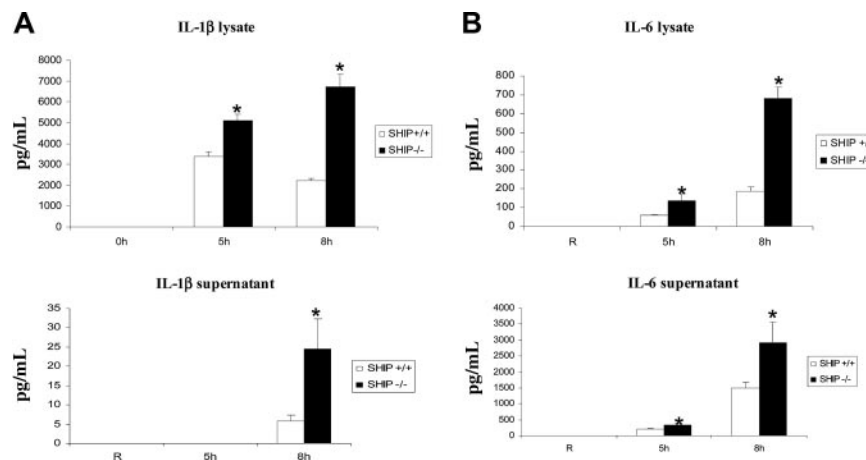 A
IL-1β lysate
pg/mL
8000
7000
6000
5000
4000
3000
2000
1000
0
*
*
0h
5h
8h
SHIP+/+
SHIP-/-
B
IL-6 lysate
pg/mL
800
700
600
500
400
300
200
100
0
*
*
R
5h
8h
SHIP +/
SHIP -/
IL-1β supernatant
pg/mL
35
30
25
20
15
10
5
0
*
R
5h
8h
SHIP +/+
SHIP -/-
IL-6 supernatant
pg/mL
4000
3500
3000
2500
2000
1500
1000
500
0
*
*
R
5h
8h
SHIP +/+
SHIP -/-